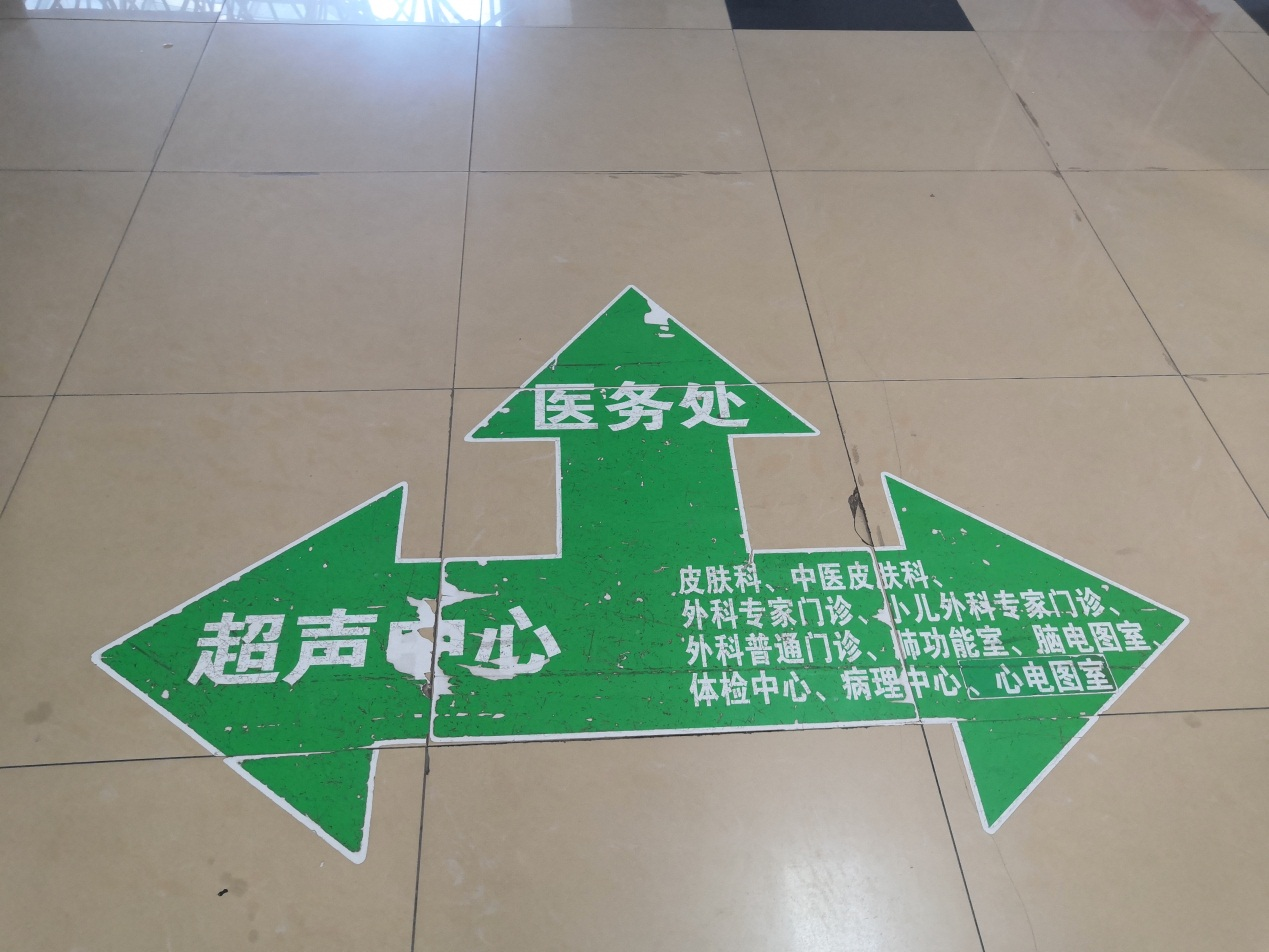 医务处
超声中心
皮肤科、中医皮肤科、
外科专家门诊、小儿外科专家门诊、
外科普通门诊、肺功能室、脑电图室、
体检中心、病理中心、心电图室